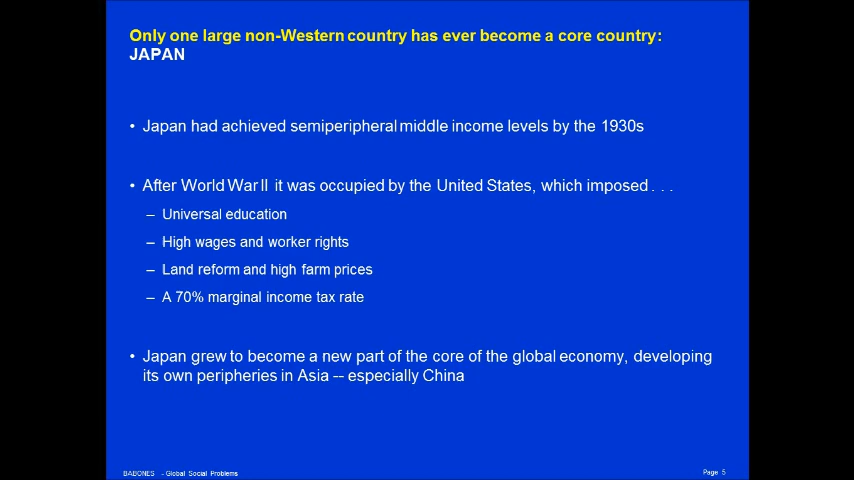 Only one large non-Western country has ever become a core country:
JAPAN
• Japan had achieved semiperipheral middle income levels by the 1930s
• After World War II it was occupied by the United States, which imposed . . .
– Universal education
– High wages and worker rights
– Land reform and high farm prices
– A 70% marginal income tax rate
• Japan grew to become a new part of the core of the global economy, developing
its own peripheries in Asia -- especially China
BABONES - Global Social Problems
Page 5